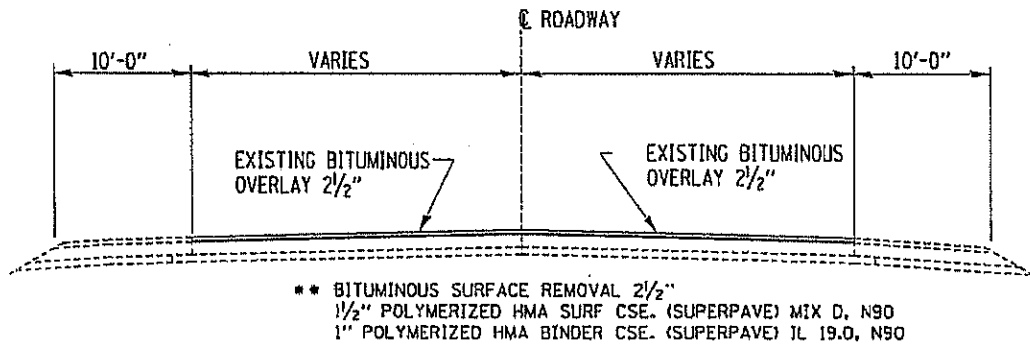 ℄ ROADWAY
10'-0" VARIES VARIES 10'-0"
EXISTING BITUMINOUS
OVERLAY 2½"
EXISTING BITUMINOUS
OVERLAY 2½"
** BITUMINOUS SURFACE REMOVAL 2½"
1½" POLYMERIZED HMA SURF CSE. (SUPERPAVE) MIX D, N90
1" POLYMERIZED HMA BINDER CSE. (SUPERPAVE) IL 19.0, N90